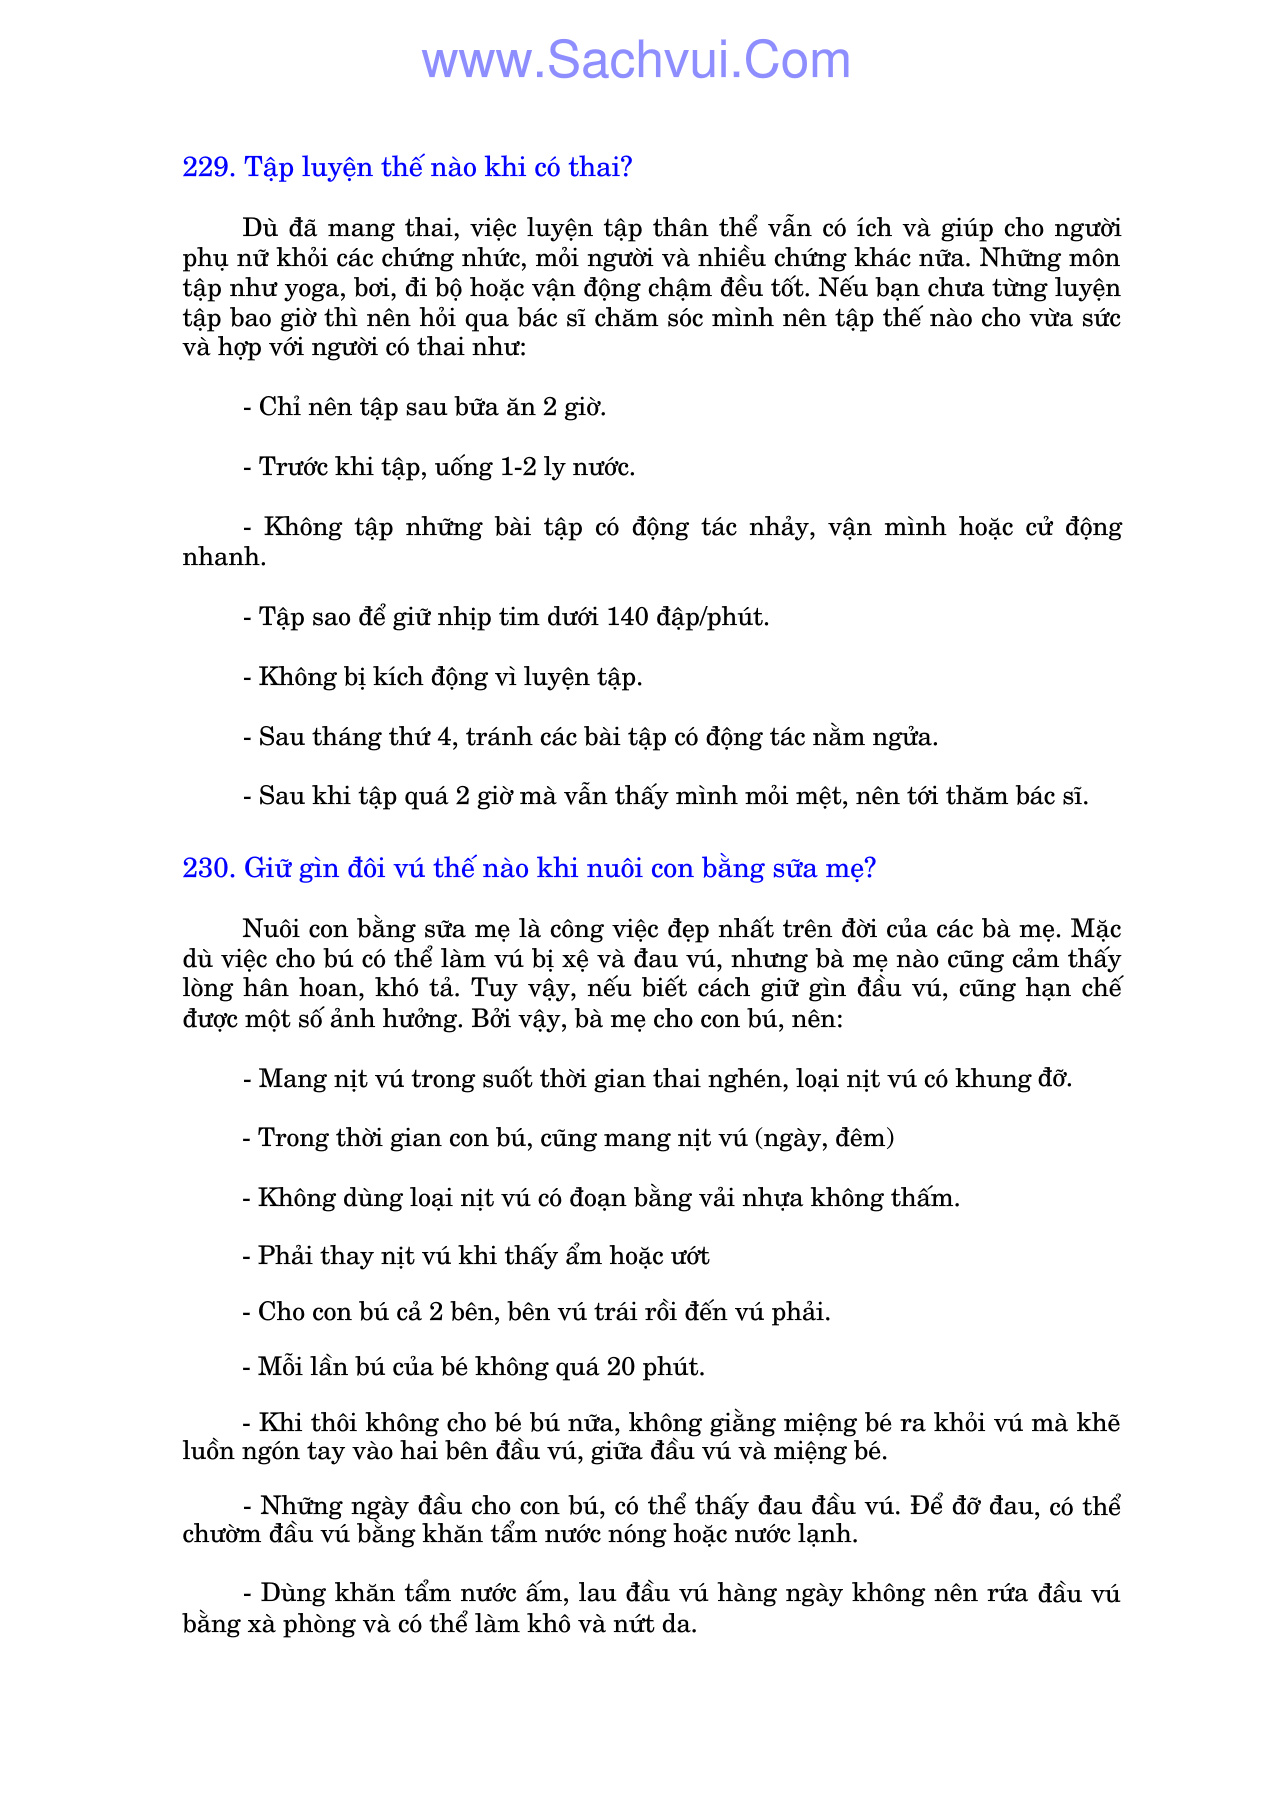 www.Sachvui.Com
229. Tập luyện thế nào khi có thai?
Dù đã mang thai, việc luyện tập thân thể vẫn có ích và giúp cho người
phụ nữ khỏi các chứng nhức, mỏi người và nhiều chứng khác nữa. Những môn
tập như yoga, bơi, đi bộ hoặc vận động chậm đều tốt. Nếu bạn chưa từng luyện
tập bao giờ thì nên hỏi qua bác sĩ chăm sóc mình nên tập thế nào cho vừa sức
và hợp với người có thai như:
- Chỉ nên tập sau bữa ăn 2 giờ.
- Trước khi tập, uống 1-2 ly nước.
- Không tập những bài tập có động tác nhảy, vận mình hoặc cử động
nhanh.
- Tập sao để giữ nhịp tim dưới 140 đập/phút.
- Không bị kích động vì luyện tập.
- Sau tháng thứ 4, tránh các bài tập có động tác nằm ngửa.
- Sau khi tập quá 2 giờ mà vẫn thấy mình mỏi mệt, nên tới thăm bác sĩ.
230. Giữ gìn đôi vú thế nào khi nuôi con bằng sữa mẹ?
Nuôi con bằng sữa mẹ là công việc đẹp nhất trên đời của các bà mẹ. Mặc
dù việc cho bú có thể làm vú bị xệ và đau vú, nhưng bà mẹ nào cũng cảm thấy
lòng hân hoan, khó tả. Tuy vậy, nếu biết cách giữ gìn đầu vú, cũng hạn chế
được một số ảnh hưởng. Bởi vậy, bà mẹ cho con bú, nên:
- Mang nịt vú trong suốt thời gian thai nghén, loại nịt vú có khung đỡ.
- Trong thời gian con bú, cũng mang nịt vú (ngày, đêm)
- Không dùng loại nịt vú có đoạn bằng vải nhựa không thấm.
- Phải thay nịt vú khi thấy ẩm hoặc ướt
- Cho con bú cả 2 bên, bên vú trái rồi đến vú phải.
- Mỗi lần bú của bé không quá 20 phút.
- Khi thôi không cho bé bú nữa, không giằng miệng bé ra khỏi vú mà khẽ
luồn ngón tay vào hai bên đầu vú, giữa đầu vú và miệng bé.
- Những ngày đầu cho con bú, có thể thấy đau đầu vú. Để đỡ đau, có thể
chườm đầu vú bằng khăn tẩm nước nóng hoặc nước lạnh.
- Dùng khăn tẩm nước ấm, lau đầu vú hàng ngày không nên rứa đầu vú
bằng xà phòng và có thể làm khô và nứt da.